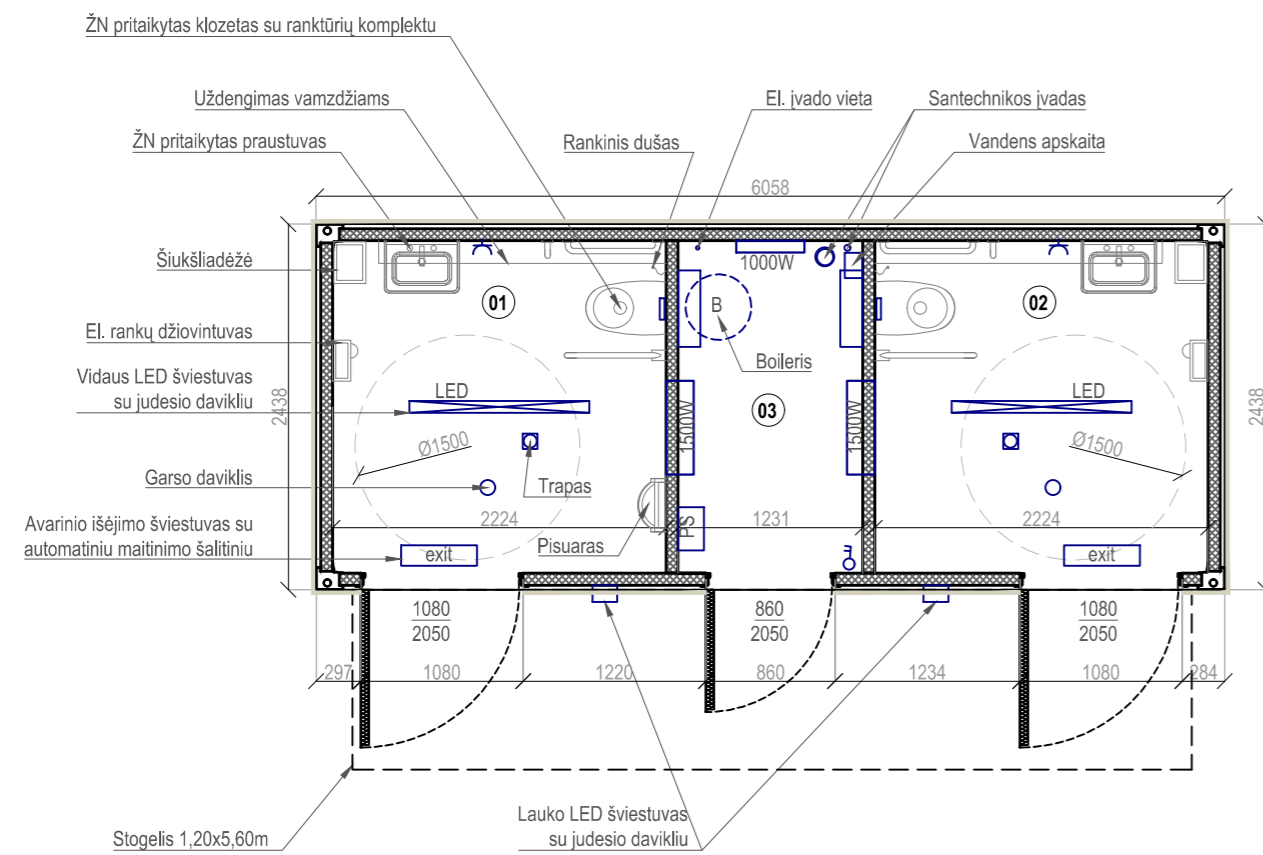 ŽN pritaikytas klozetas su ranktūrių komplektu
Uždengimas vamzdžiams
El. įvado vieta
Santechnikos įvadas
ŽN pritaikytas praustuvas
Rankinis dušas
Vandens apskaita
6058
Šiukšliadėžė
1000W
01
B
02
El. rankų džiovintuvas
Boileris
Vidaus LED šviestuvas
su judesio davikliu
LED
LED
2438
03
2438
1500W
1500W
Ø1500
Ø1500
Garso daviklis
Trapas
2224
1231
2224
Avarinio išėjimo šviestuvas su
automatiniu maitinimo šalitiniu
exit
Pisuaras
PS
exit
1080
2050
860
2050
1080
2050
297
1080
1220
860
1234
1080
284
Lauko LED šviestuvas
su judesio davikliu
Stogelis 1,20x5,60m